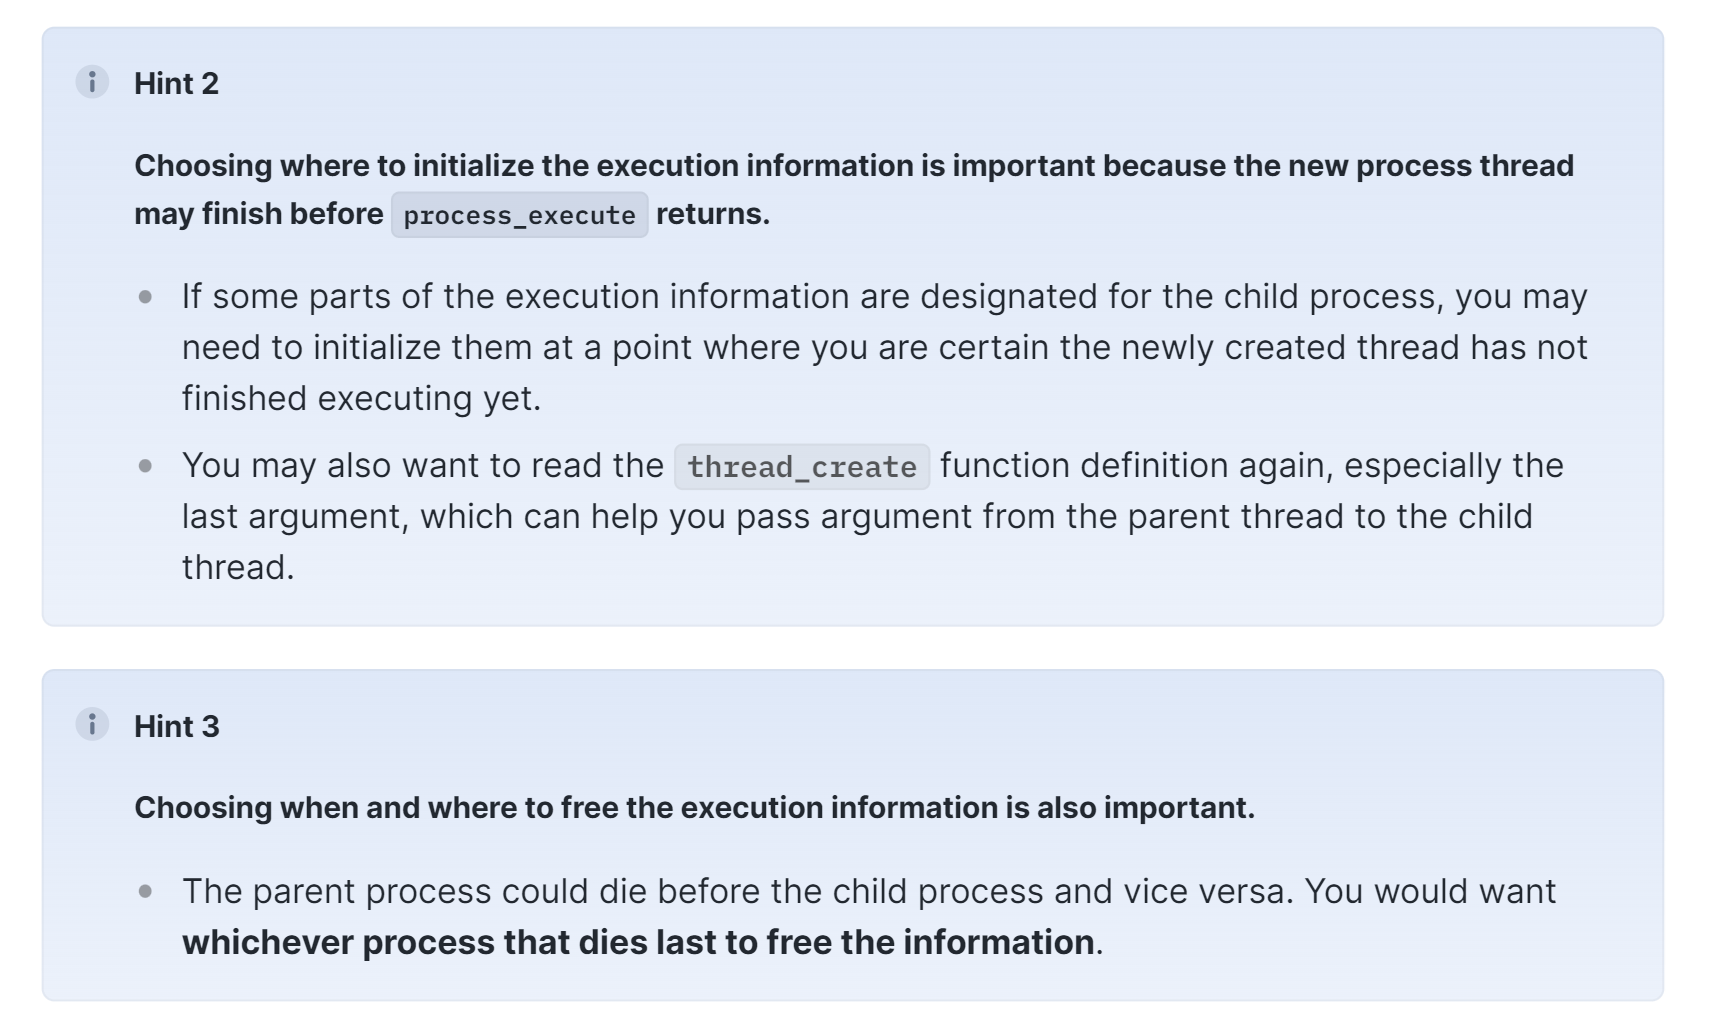 Hint 2
Choosing where to initialize the execution information is important because the new process thread
may finish before process_execute returns.
If some parts of the execution information are designated for the child process, you may
need to initialize them at a point where you are certain the newly created thread has not
finished executing yet.
You may also want to read the thread_create function definition again, especially the
last argument, which can help you pass argument from the parent thread to the child
thread.
Hint 3
Choosing when and where to free the execution information is also important.
The parent process could die before the child process and vice versa. You would want
whichever process that dies last to free the information.